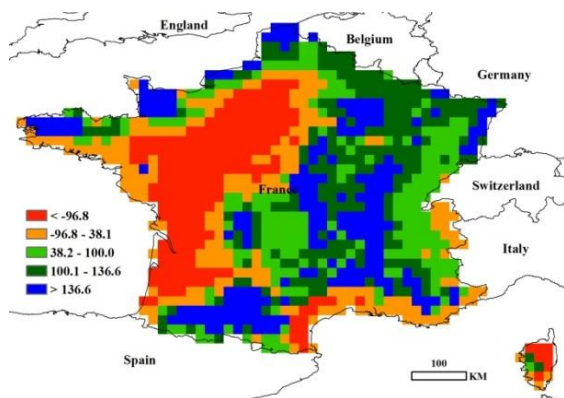 England
Belgium
Germany
France
Switzerland
Italy
Spain
< -96.8
-96.8 - 38.1
38.2 - 100.0
100.1 - 136.6
> 136.6
100
KM